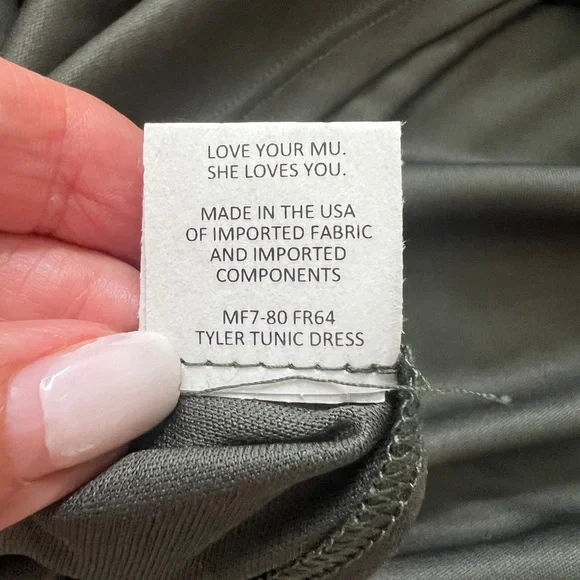 LOVE YOUR MU.
SHE LOVES YOU.
MADE IN THE USA
OF IMPORTED FABRIC
AND IMPORTED
COMPONENTS
MF7-80 FR64
TYLER TUNIC DRESS